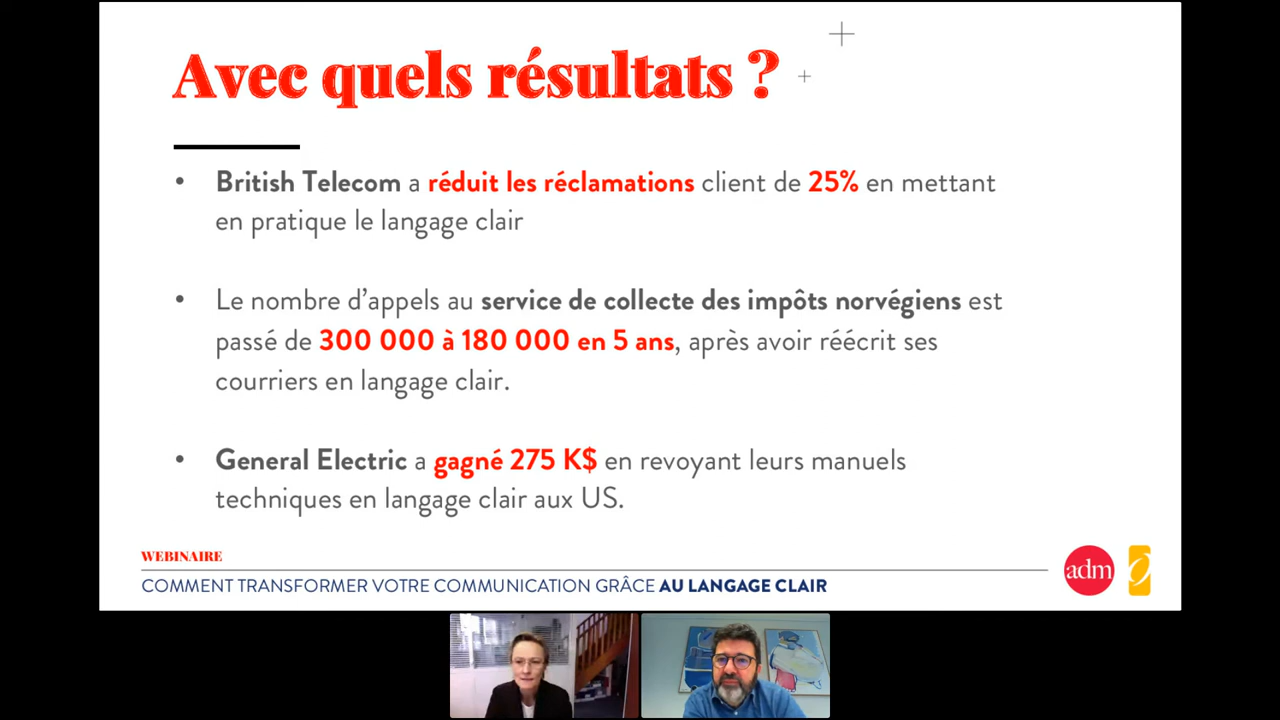 Avec quels résultats ?
• British Telecom a réduit les réclamations client de 25% en mettant
en pratique le langage clair
• Le nombre d’appels au service de collecte des impôts norvégiens est
passé de 300 000 à 180 000 en 5 ans, après avoir réécrit ses
courriers en langage clair.
• General Electric a gagné 275 K$ en revoyant leurs manuels
techniques en langage clair aux US.
WEBINAIRE
COMMENT TRANSFORMER VOTRE COMMUNICATION GRÂCE AU LANGAGE CLAIR
adm